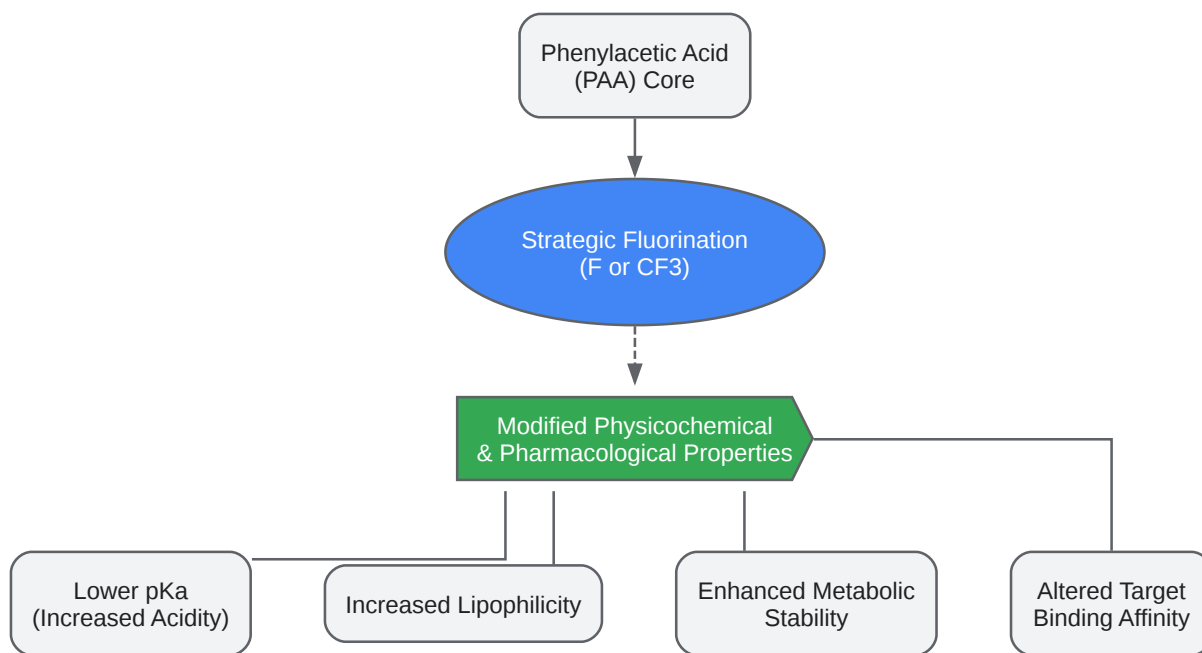 Phenylacetic Acid
(PAA) Core
Strategic Fluorination
(F or CF3)
Modified Physicochemical
& Pharmacological Properties
Lower pKa
(Increased Acidity)
Increased Lipophilicity
Enhanced Metabolic
Stability
Altered Target
Binding Affinity